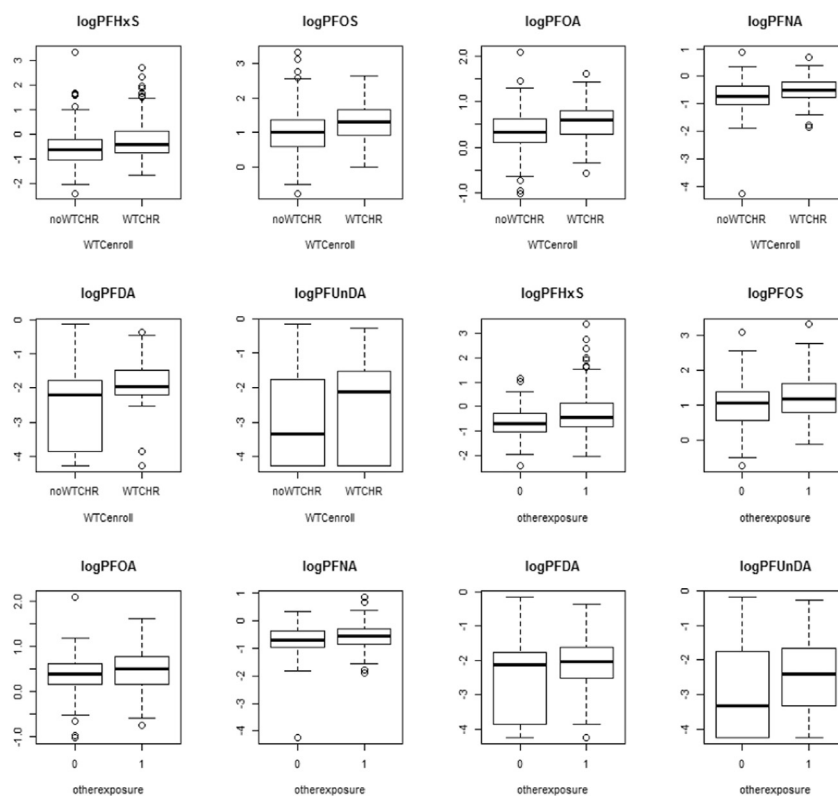 logPFHxS
3
2
1
0
-1
-2
noWTCHR WTCHR
WTCenroll
logPFOS
3
2
1
0
noWTCHR WTCHR
WTCenroll
logPFOA
2.0
1.0
0.0
-1.0
noWTCHR WTCHR
WTCenroll
logPFNA
1
0
-1
-2
-3
-4
noWTCHR WTCHR
WTCenroll
logPFDA
0
-1
-2
-3
-4
noWTCHR WTCHR
WTCenroll
logPFUnDA
0
-1
-2
-3
-4
noWTCHR WTCHR
WTCenroll
logPFHxS
3
2
1
0
-1
-2
0 1
otherexposure
logPFOS
3
2
1
0
0 1
otherexposure
logPFOA
2.0
1.0
0.0
-1.0
0 1
otherexposure
logPFNA
1
0
-1
-2
-3
-4
0 1
otherexposure
logPFDA
0
-1
-2
-3
-4
0 1
otherexposure
logPFUnDA
0
-1
-2
-3
-4
0 1
otherexposure